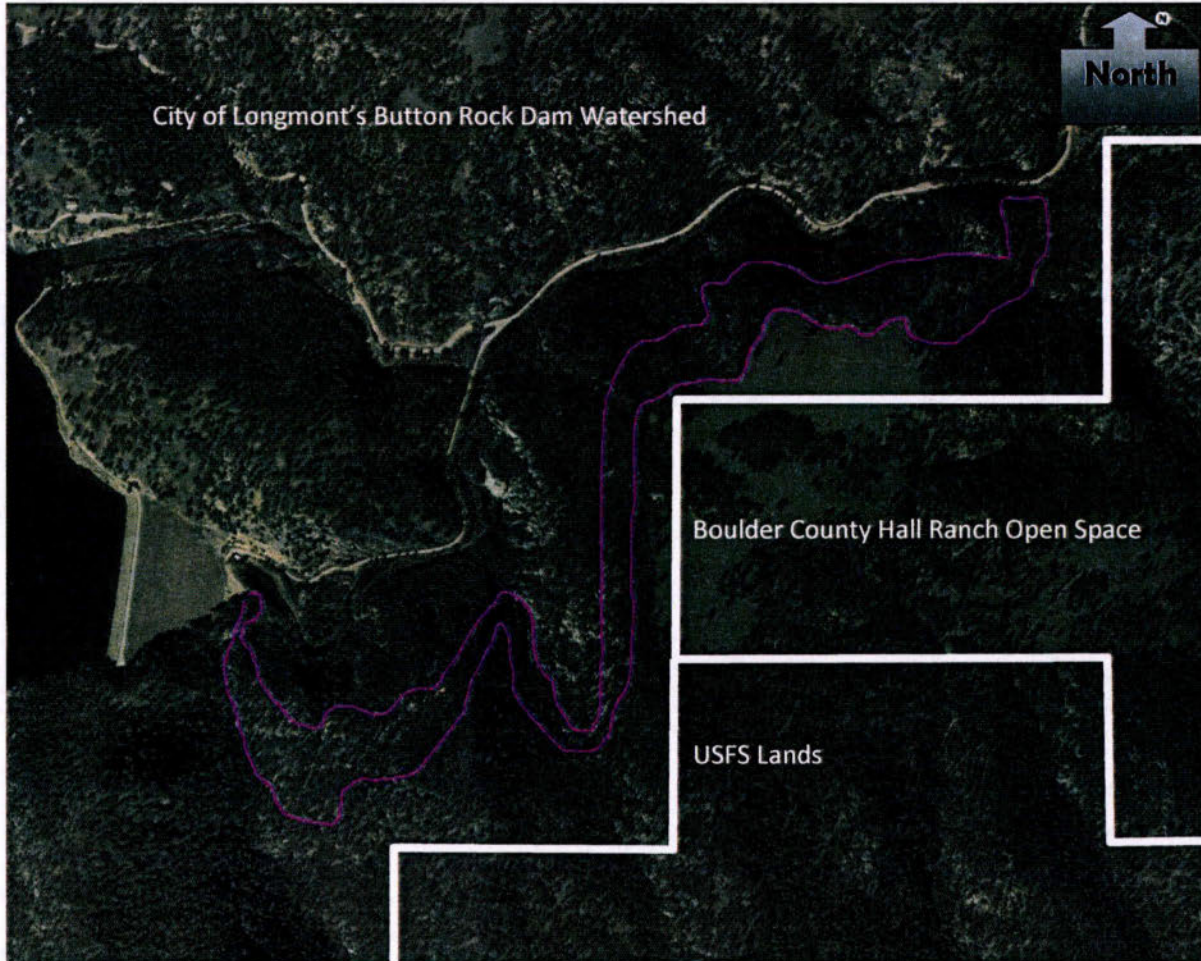 N
North
City of Longmont's Button Rock Dam Watershed
Boulder County Hall Ranch Open Space
USFS Lands